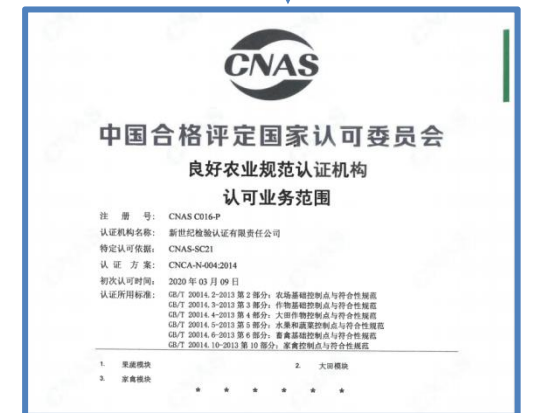 CNAS
中国合格评定国家认可委员会
良好农业规范认证机构
认可业务范围
注 册 号： CNAS C016-P
认证机构名称： 新世纪检验认证有限责任公司
特定认可依据： CNAS-SC21
认 证 方 案： CNCA-N-004:2014
初次认可时间： 2020 年 03 月 09 日
认证所用标准： GB/T 20014.2-2013 第 2 部分：农场基础控制点与符合性规范
GB/T 20014.3-2013 第 3 部分：作物基础控制点与符合性规范
GB/T 20014.4-2013 第 4 部分：大田作物控制点与符合性规范
GB/T 20014.5-2013 第 5 部分：水果和蔬菜控制点与符合性规范
GB/T 20014.6-2013 第 6 部分：畜禽基础控制点与符合性规范
GB/T 20014.10-2013 第 10 部分：家禽控制点与符合性规范
1. 果蔬模块 2. 大田模块
3. 家禽模块
* * * * * *